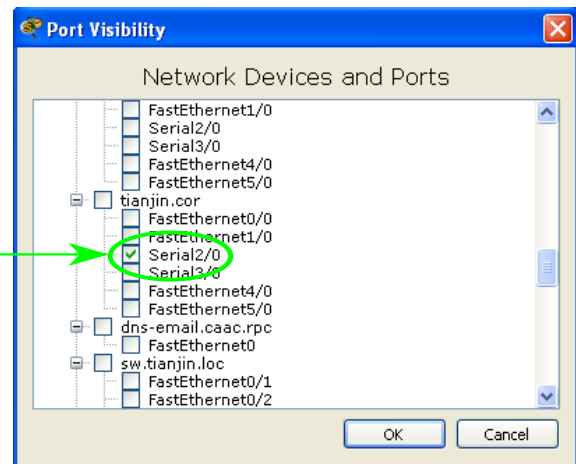 Port Visibility
Network Devices and Ports
FastEthernet1/0
Serial2/0
Serial3/0
FastEthernet4/0
FastEthernet5/0
tianjin.cor
FastEthernet0/0
FastEthernet1/0
Serial2/0
Serial3/0
FastEthernet4/0
FastEthernet5/0
dns-email.caac.rpc
FastEthernet0
sw.tianjin.loc
FastEthernet0/1
FastEthernet0/2
OK Cancel